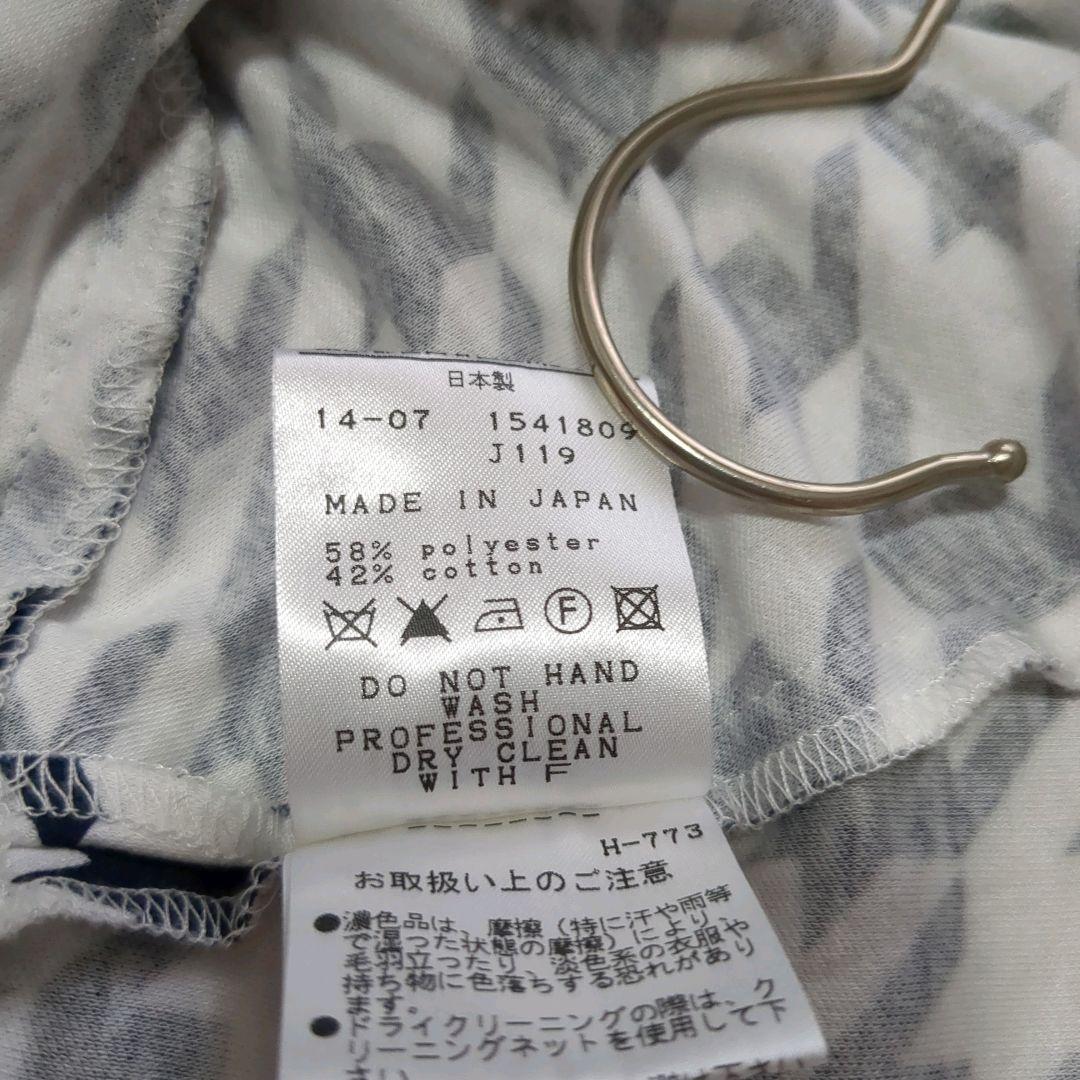 日本製
14-07 1541809
J119
MADE IN JAPAN
58% polyester
42% cotton
F
DO NOT HAND
WASH
PROFESSIONAL
DRY CLEAN
WITH F
H-773
お取扱い上のご注意
●濃色品は、摩擦（特に汗や雨等
で湿った状態の摩擦）により、
毛羽立ったり、淡色系の衣服や
持ち物に色落ちする恐れがあり
ます。
●ドライクリーニングの際は、ク
リーニングネットを使用して下
さい。